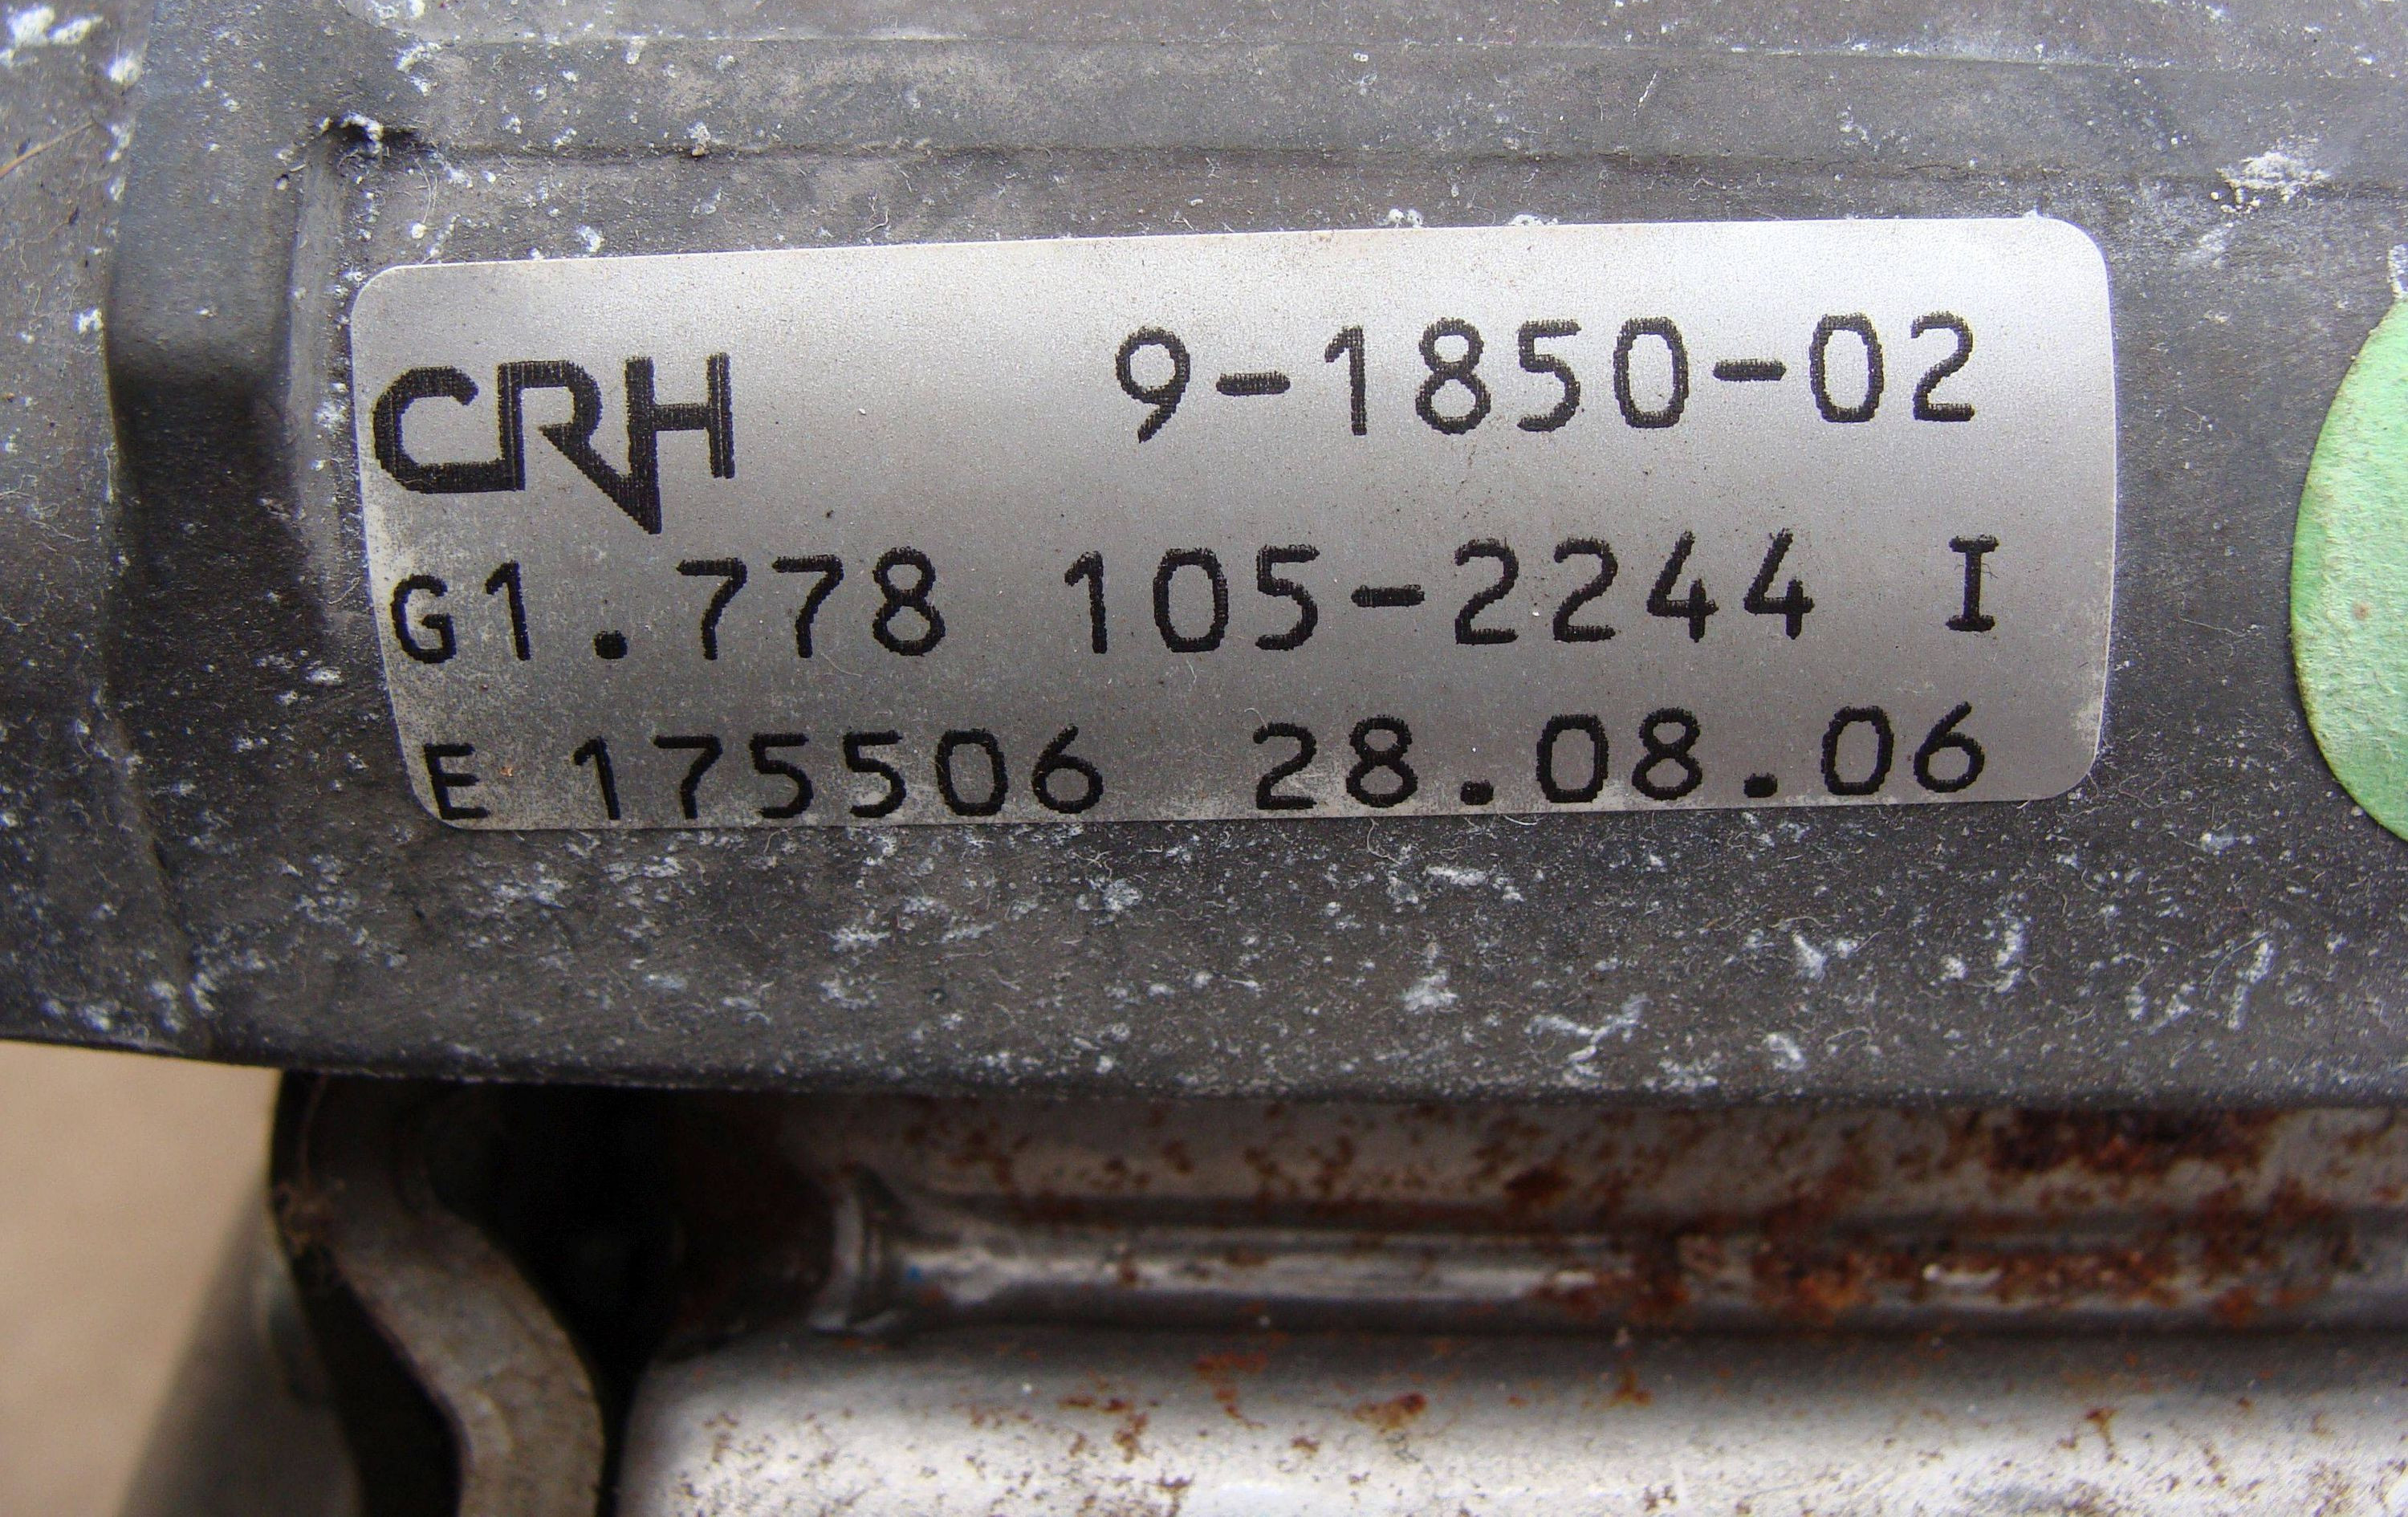 CRH 9-1850-02
G1.778 105-2244 I
E 175506 28.08.06